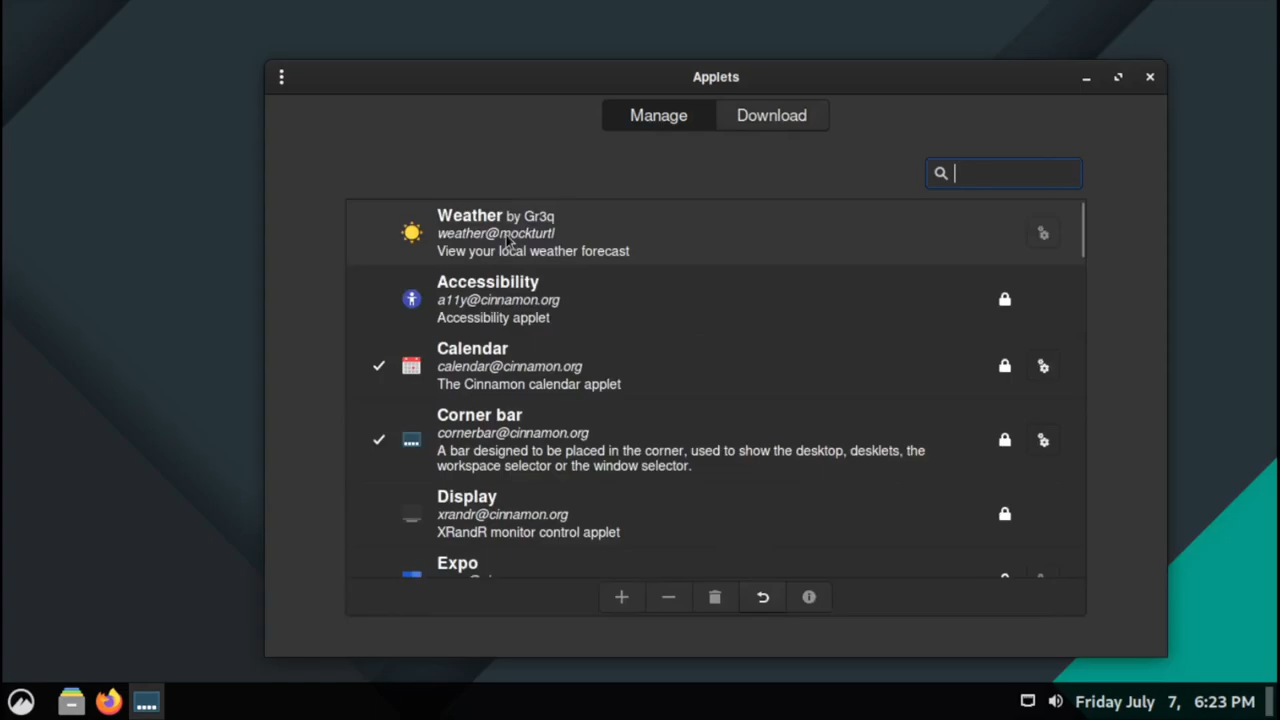 Applets
Manage Download
Weather by Gr3q
weather@mockturtl
View your local weather forecast
Accessibility
a11y@cinnamon.org
Accessibility applet
Calendar
calendar@cinnamon.org
The Cinnamon calendar applet
Corner bar
cornerbar@cinnamon.org
A bar designed to be placed in the corner, used to show the desktop, desklets, the
workspace selector or the window selector.
Display
xrandr@cinnamon.org
XRandR monitor control applet
Expo
Friday July 7, 6:23 PM